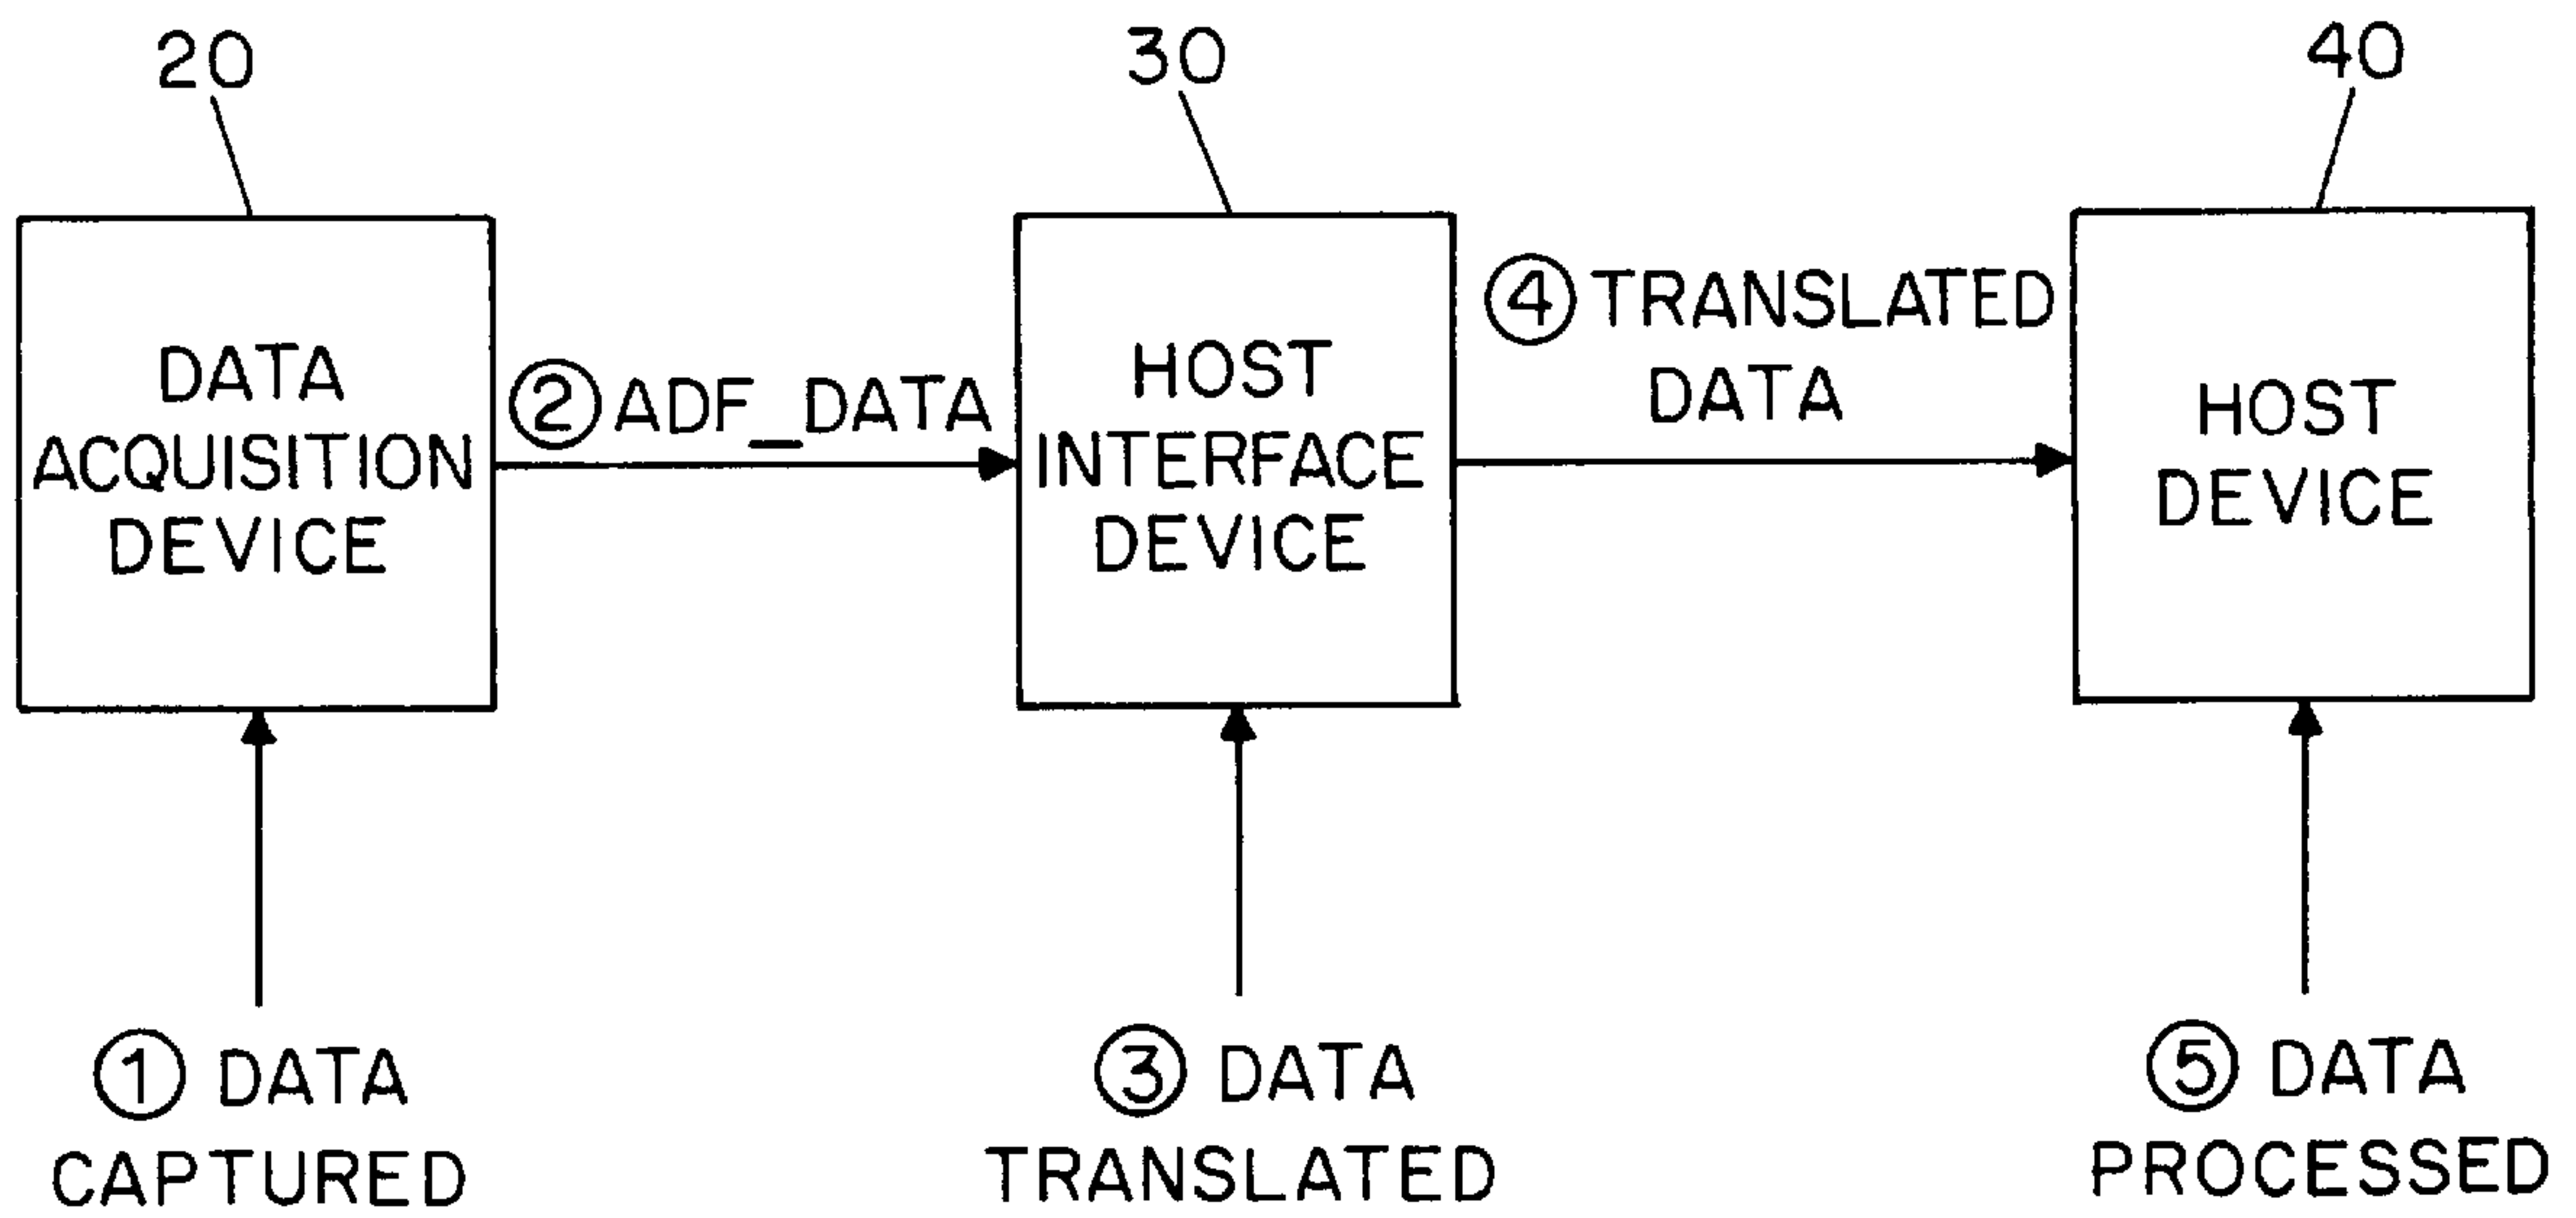 20
30
40
DATA
ACQUISITION
DEVICE
② ADF_DATA
HOST
INTERFACE
DEVICE
④ TRANSLATED
DATA
HOST
DEVICE
① DATA
CAPTURED
③ DATA
TRANSLATED
⑤ DATA
PROCESSED